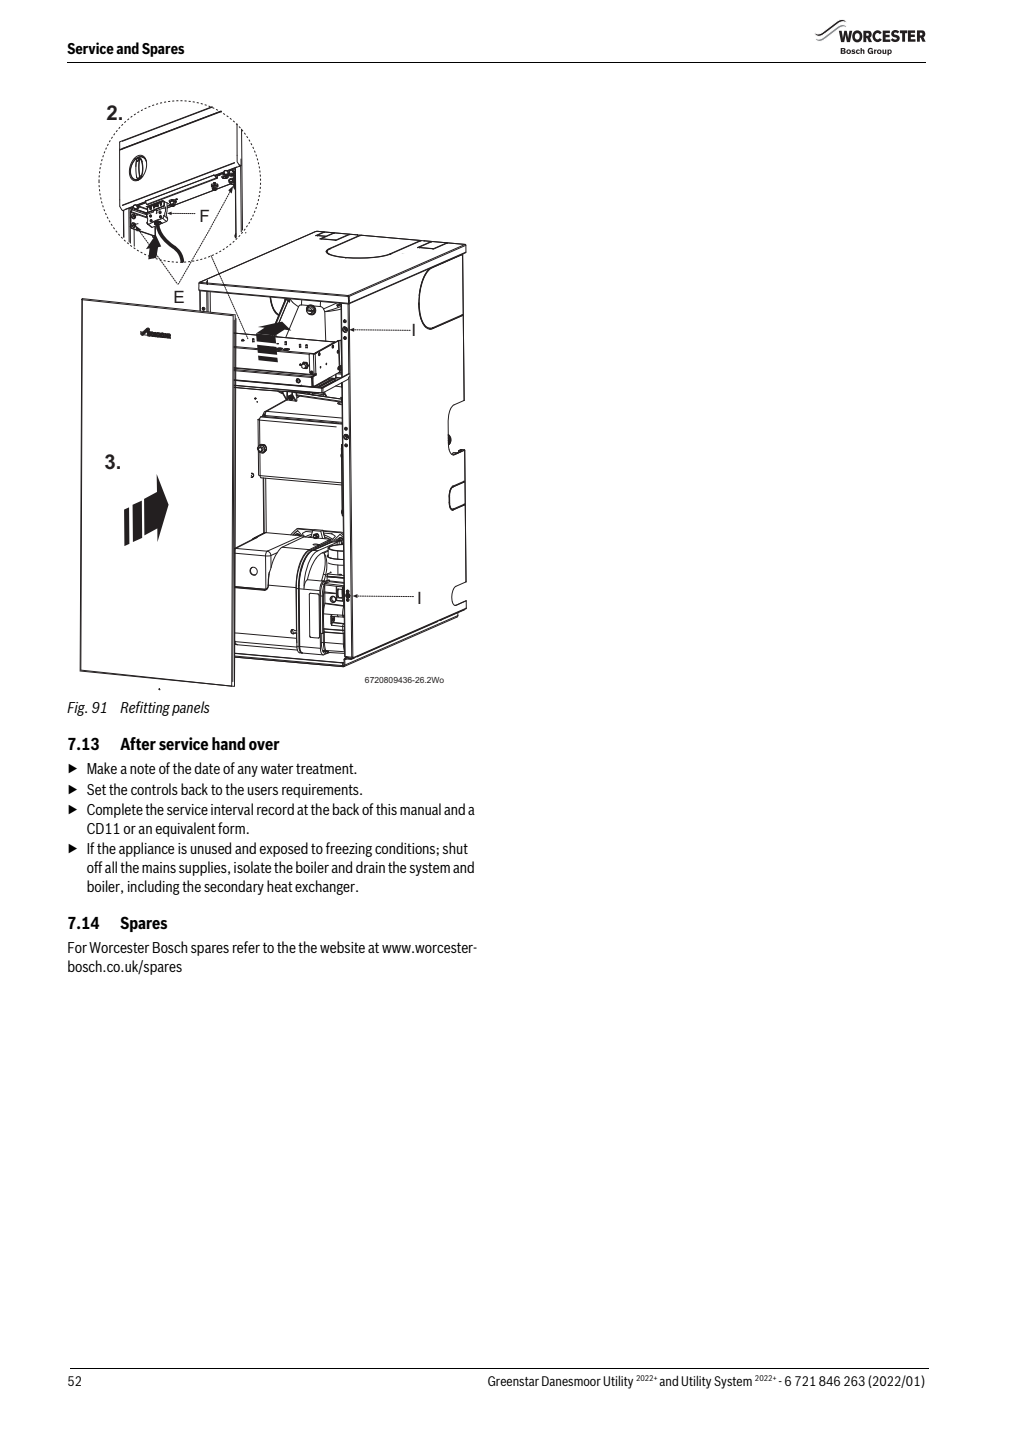 Service and Spares
WORCESTER
Bosch Group
2.
F
E
I
3.
I
6720809436-26.2Wo
Fig. 91 Refitting panels
7.13 After service hand over
▶ Make a note of the date of any water treatment.
▶ Set the controls back to the users requirements.
▶ Complete the service interval record at the back of this manual and a
CD11 or an equivalent form.
▶ If the appliance is unused and exposed to freezing conditions; shut
off all the mains supplies, isolate the boiler and drain the system and
boiler, including the secondary heat exchanger.
7.14 Spares
For Worcester Bosch spares refer to the the website at www.worcester-
bosch.co.uk/spares
52
Greenstar Danesmoor Utility 2022+ and Utility System 2022+ - 6 721 846 263 (2022/01)